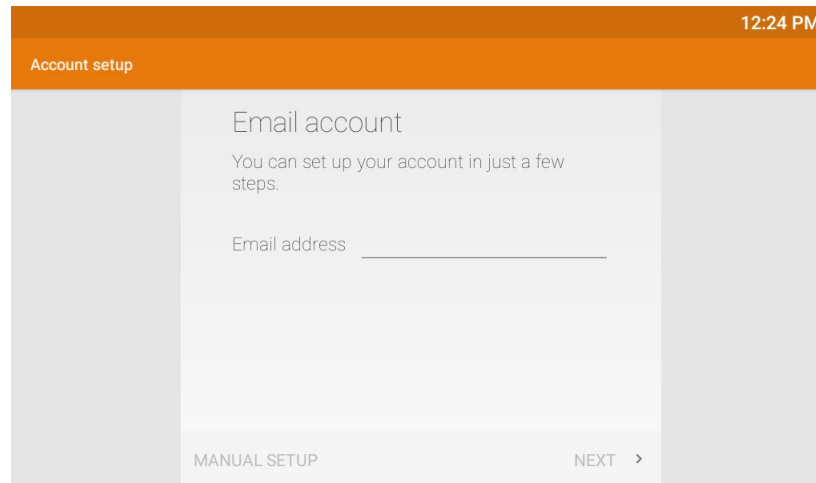 12:24 PM
Account setup
Email account
You can set up your account in just a few
steps.
Email address
MANUAL SETUP
NEXT